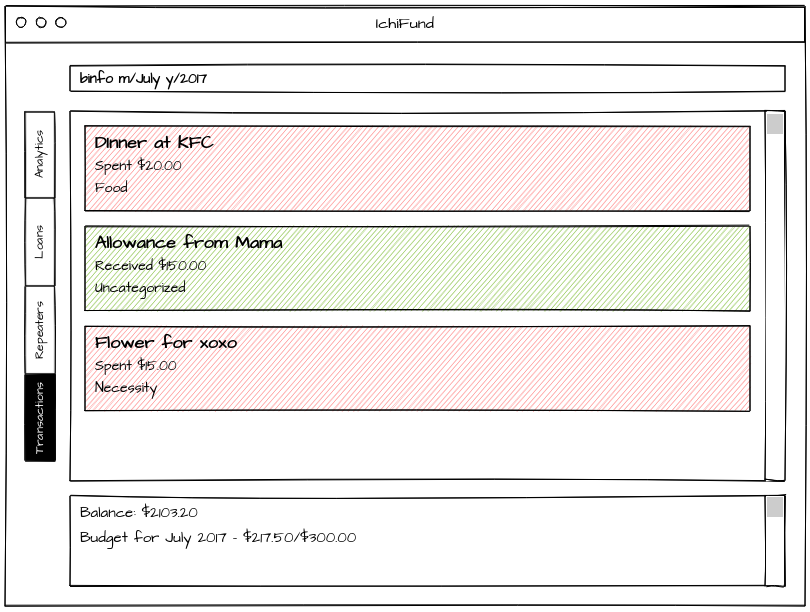 IchiFund
binfo m/July y/2017
Analytics
Loans
Repeaters
Transactions
Dinner at KFC
Spent $20.00
Food
Allowance from Mama
Received $150.00
Uncategorized
Flower for xoxo
Spent $15.00
Necessity
Balance: $2103.20
Budget for July 2017 - $217.50/$300.00